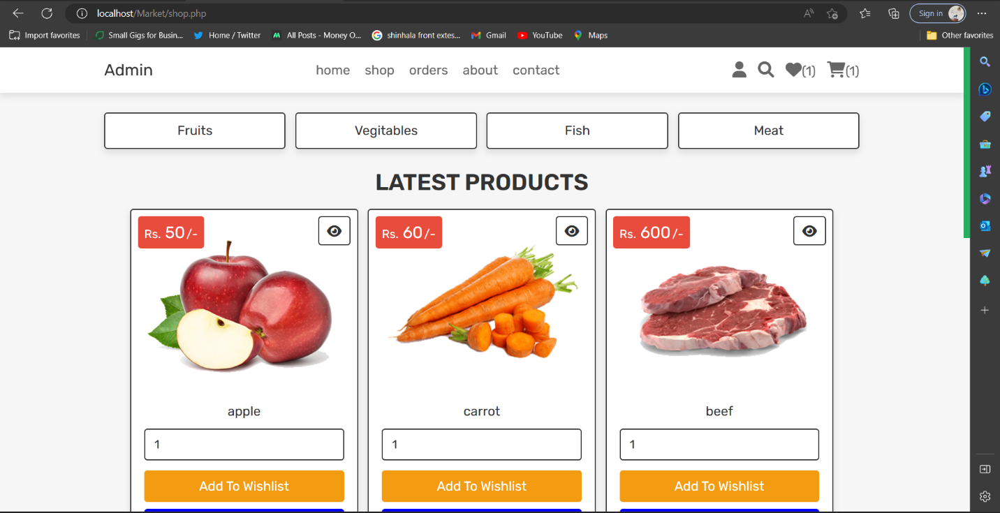 localhost/Market/shop.php
Sign in
Import favorites
Small Gigs for Busin...
Home / Twitter
All Posts - Money O...
shinhala front extes...
Gmail
YouTube
Maps
Other favorites
Admin
home
shop
orders
about
contact
(1)
(1)
Fruits
Vegitables
Fish
Meat
LATEST PRODUCTS
Rs. 50/-
Rs. 60/-
Rs. 600/-
apple
carrot
beef
1
1
1
Add To Wishlist
Add To Wishlist
Add To Wishlist